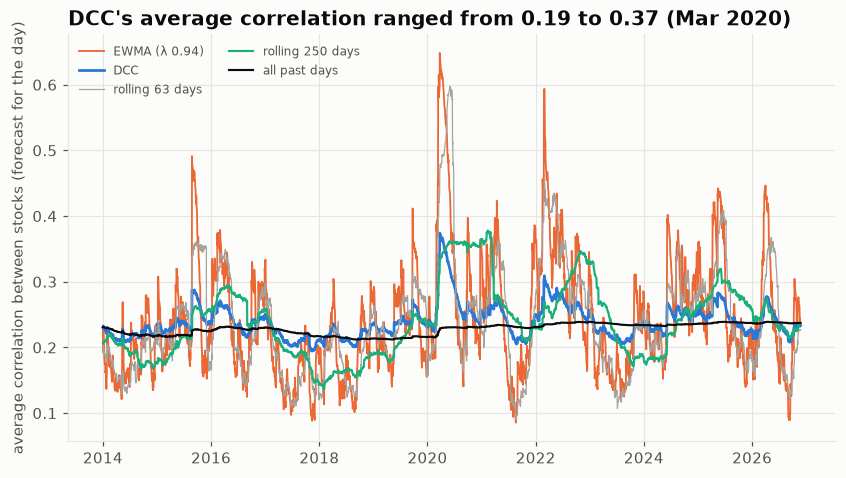 DCC's average correlation ranged from 0.19 to 0.37 (Mar 2020)
average correlation between stocks (forecast for the day)
EWMA (λ 0.94)
DCC
rolling 63 days
rolling 250 days
all past days
0.6
0.5
0.4
0.3
0.2
0.1
2014 2016 2018 2020 2022 2024 2026